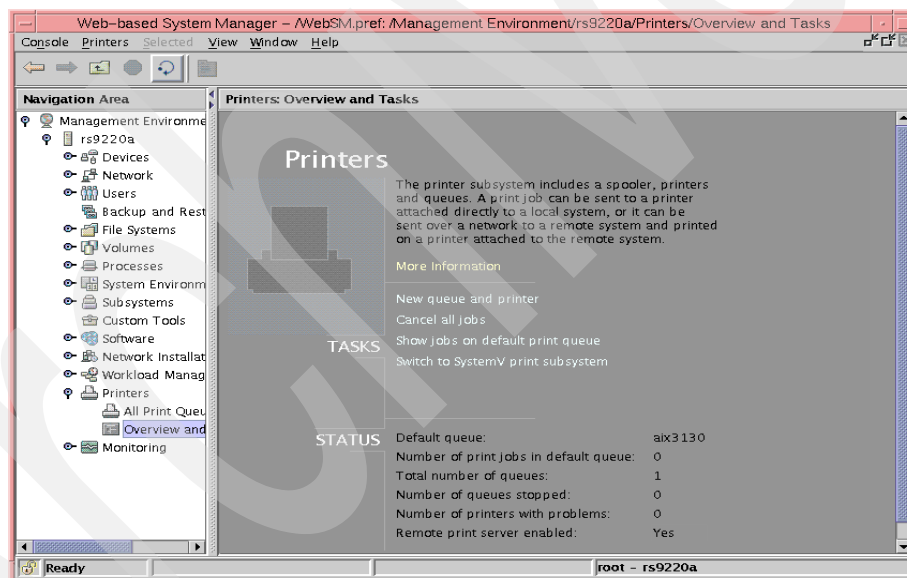 Web-based System Manager - /WebSM.pref: /Management Environment/rs9220a/Printers/Overview and Tasks
Console Printers Selected View Window Help
Navigation Area
Printers: Overview and Tasks
Management Environme
rs9220a
Devices
Network
Users
Backup and Rest
File Systems
Volumes
Processes
System Environm
Subsystems
Custom Tools
Software
Network Installat
Workload Manag
Printers
All Print Queu
Overview and
Monitoring
Printers
The printer subsystem includes a spooler, printers
and queues. A print job can be sent to a printer
attached directly to a local system, or it can be
sent over a network to a remote system and printed
on a printer attached to the remote system.
More Information
New queue and printer
Cancel all jobs
Show jobs on default print queue
Switch to SystemV print subsystem
TASKS
STATUS
Default queue: aix3130
Number of print jobs in default queue: 0
Total number of queues: 1
Number of queues stopped: 0
Number of printers with problems: 0
Remote print server enabled: Yes
Ready
root - rs9220a